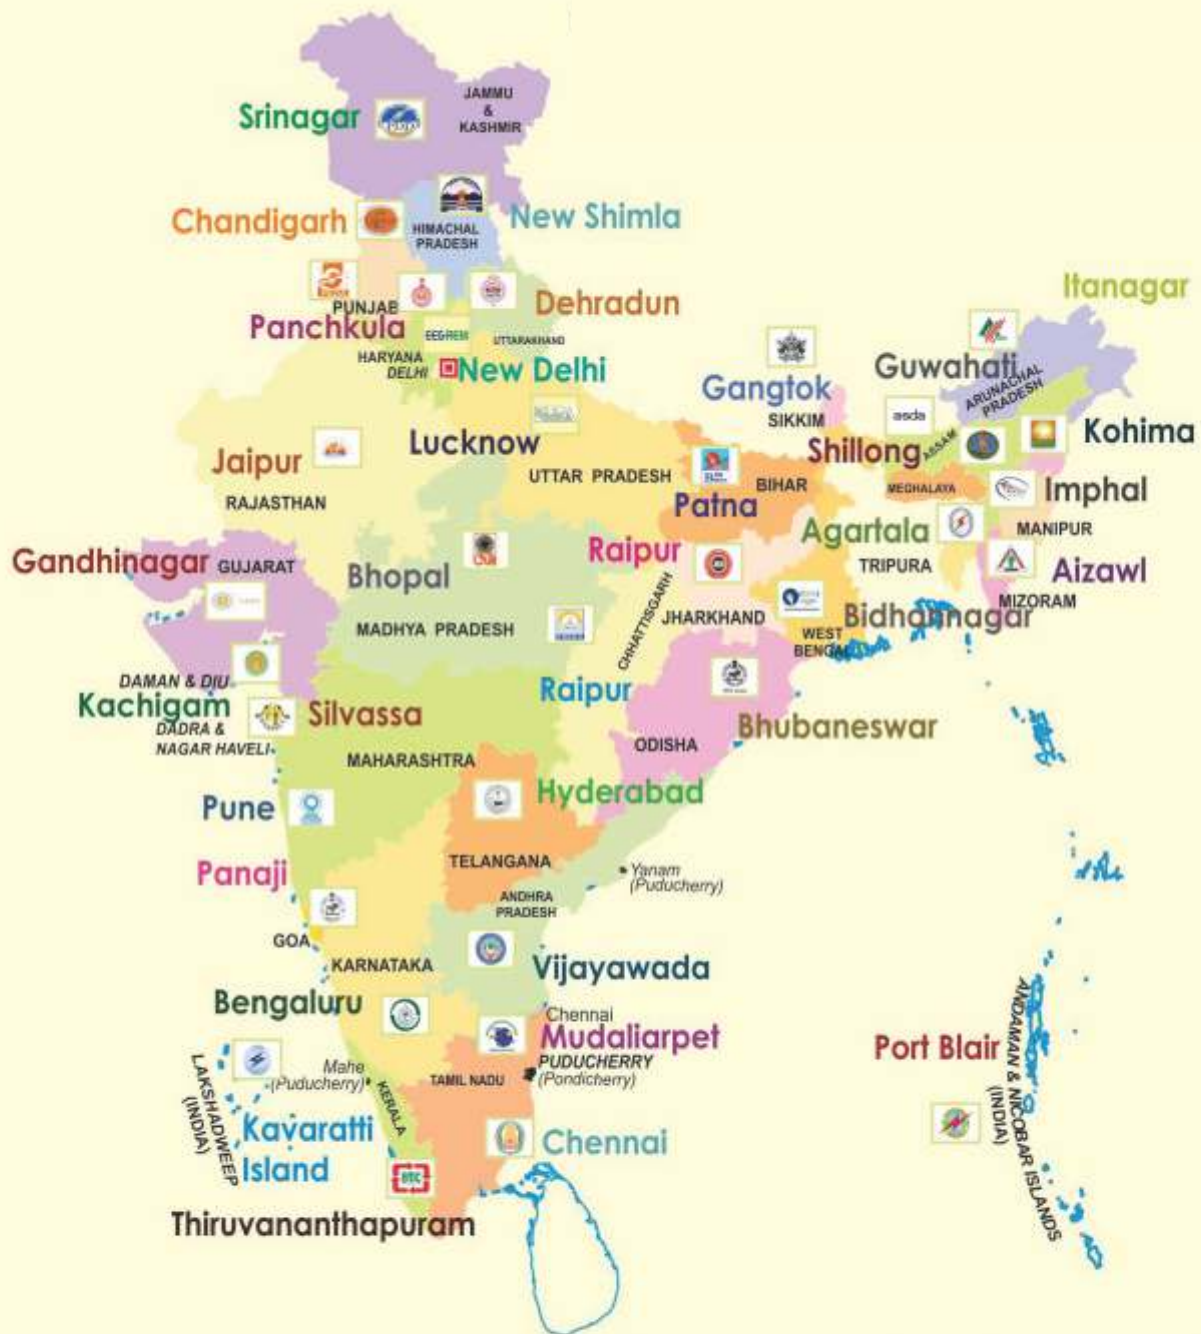 JAMMU
&
KASHMIR
Srinagar
Chandigarh
New Shimla
HIMACHAL
PRADESH
PUNJAB
Dehradun
Itanagar
Panchkula
UTTARAKHAND
HARYANA
DELHI
New Delhi
Guwahati
Gangtok
SIKKIM
ARUNACHAL
PRADESH
asda
Lucknow
Kohima
Shillong
ASSAM
Jaipur
UTTAR PRADESH
BIHAR
MEGHALAYA
Imphal
RAJASTHAN
Patna
Agartala
MANIPUR
Raipur
Gandhinagar
GUJARAT
Bhopal
TRIPURA
Aizawl
MIZORAM
CHHATTISGARH
JHARKHAND
Bidhannagar
MADHYA PRADESH
WEST
BENGAL
DAMAN & DIU
Raipur
Kachigam
Silvassa
Bhubaneswar
DADRA &
NAGAR HAVELI
ODISHA
MAHARASHTRA
Hyderabad
Pune
TELANGANA
Panaji
Yanam
(Puducherry)
ANDHRA
PRADESH
GOA
KARNATAKA
Vijayawada
Bengaluru
Chennai
Mudaliarpet
Port Blair
ANDAMAN & NICOBAR ISLANDS
(INDIA)
PUDUCHERRY
(Pondicherry)
Mahe
(Puducherry)
TAMIL NADU
LAKSHADWEEP
(INDIA)
KERALA
Kavaratti
Island
Chennai
Thiruvananthapuram